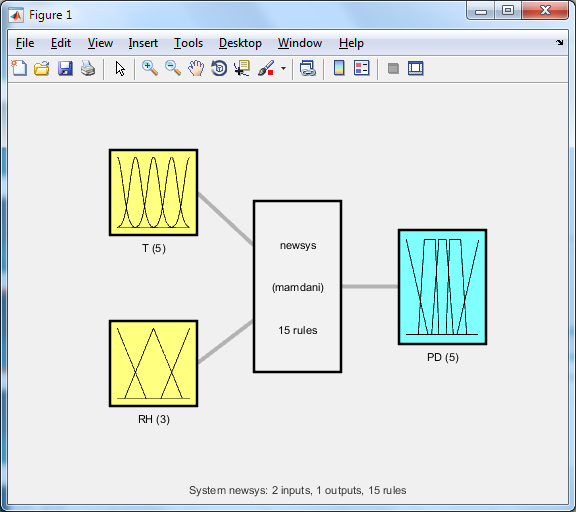 Figure 1
File Edit View Insert Tools Desktop Window Help
T (5)
newsys
(mamdani)
15 rules
PD (5)
RH (3)
System newsys: 2 inputs, 1 outputs, 15 rules